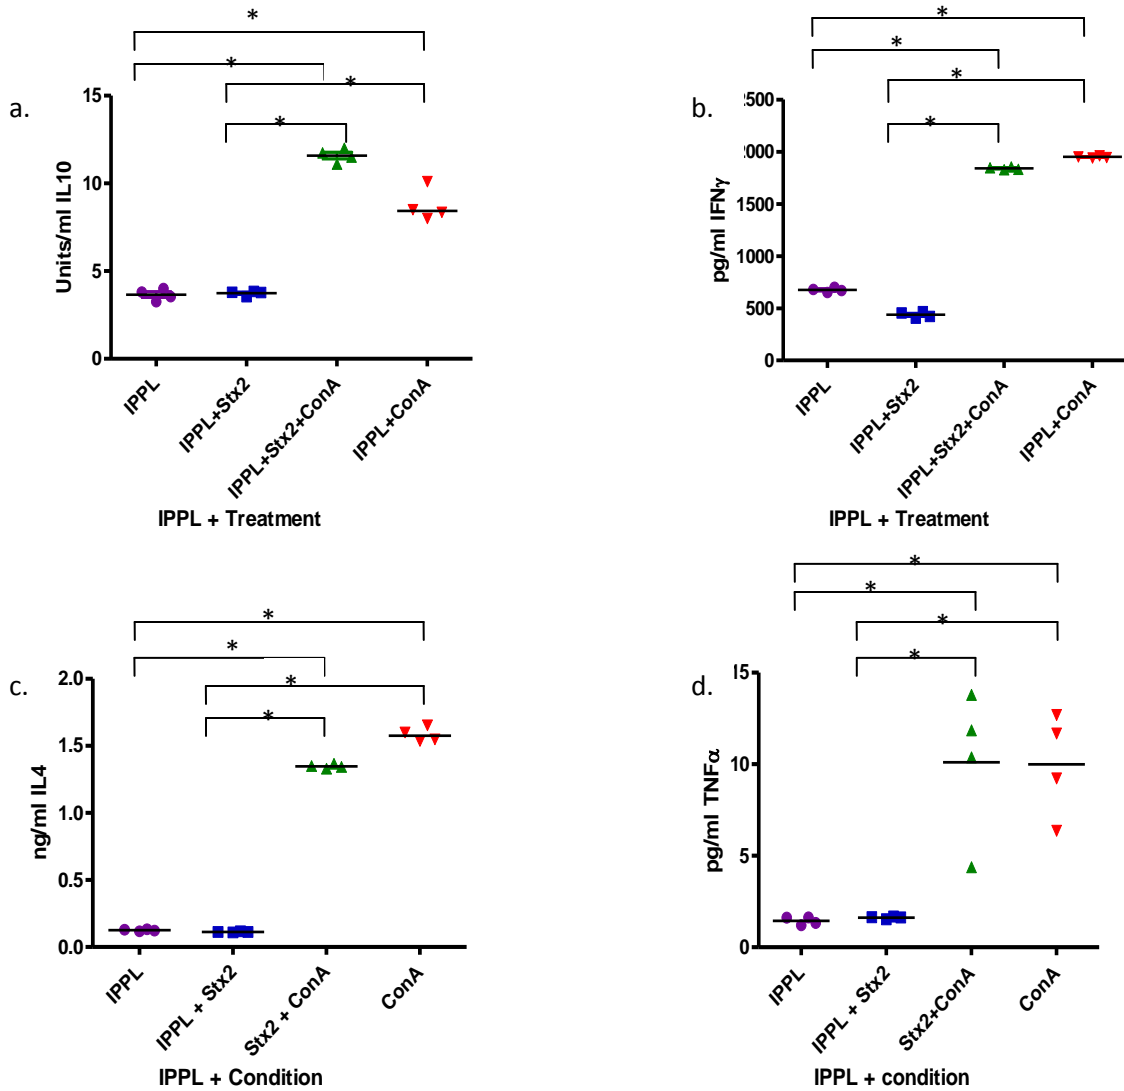 *
*
*
*
a.
15
10
5
0
Units/ml IL10
IPPL
IPPL+Stx2
IPPL+Stx2+ConA
IPPL+ConA
IPPL + Treatment
*
*
*
*
b.
2500
2000
1500
1000
500
0
pg/ml IFNγ
IPPL
IPPL+Stx2
IPPL+Stx2+ConA
IPPL+ConA
IPPL + Treatment
*
*
*
*
c.
2.0
1.5
1.0
0.5
0.0
ng/ml IL4
IPPL
IPPL + Stx2
Stx2 + ConA
ConA
IPPL + Condition
*
*
*
*
d.
15
10
5
0
pg/ml TNFα
IPPL
IPPL + Stx2
Stx2+ConA
ConA
IPPL + condition